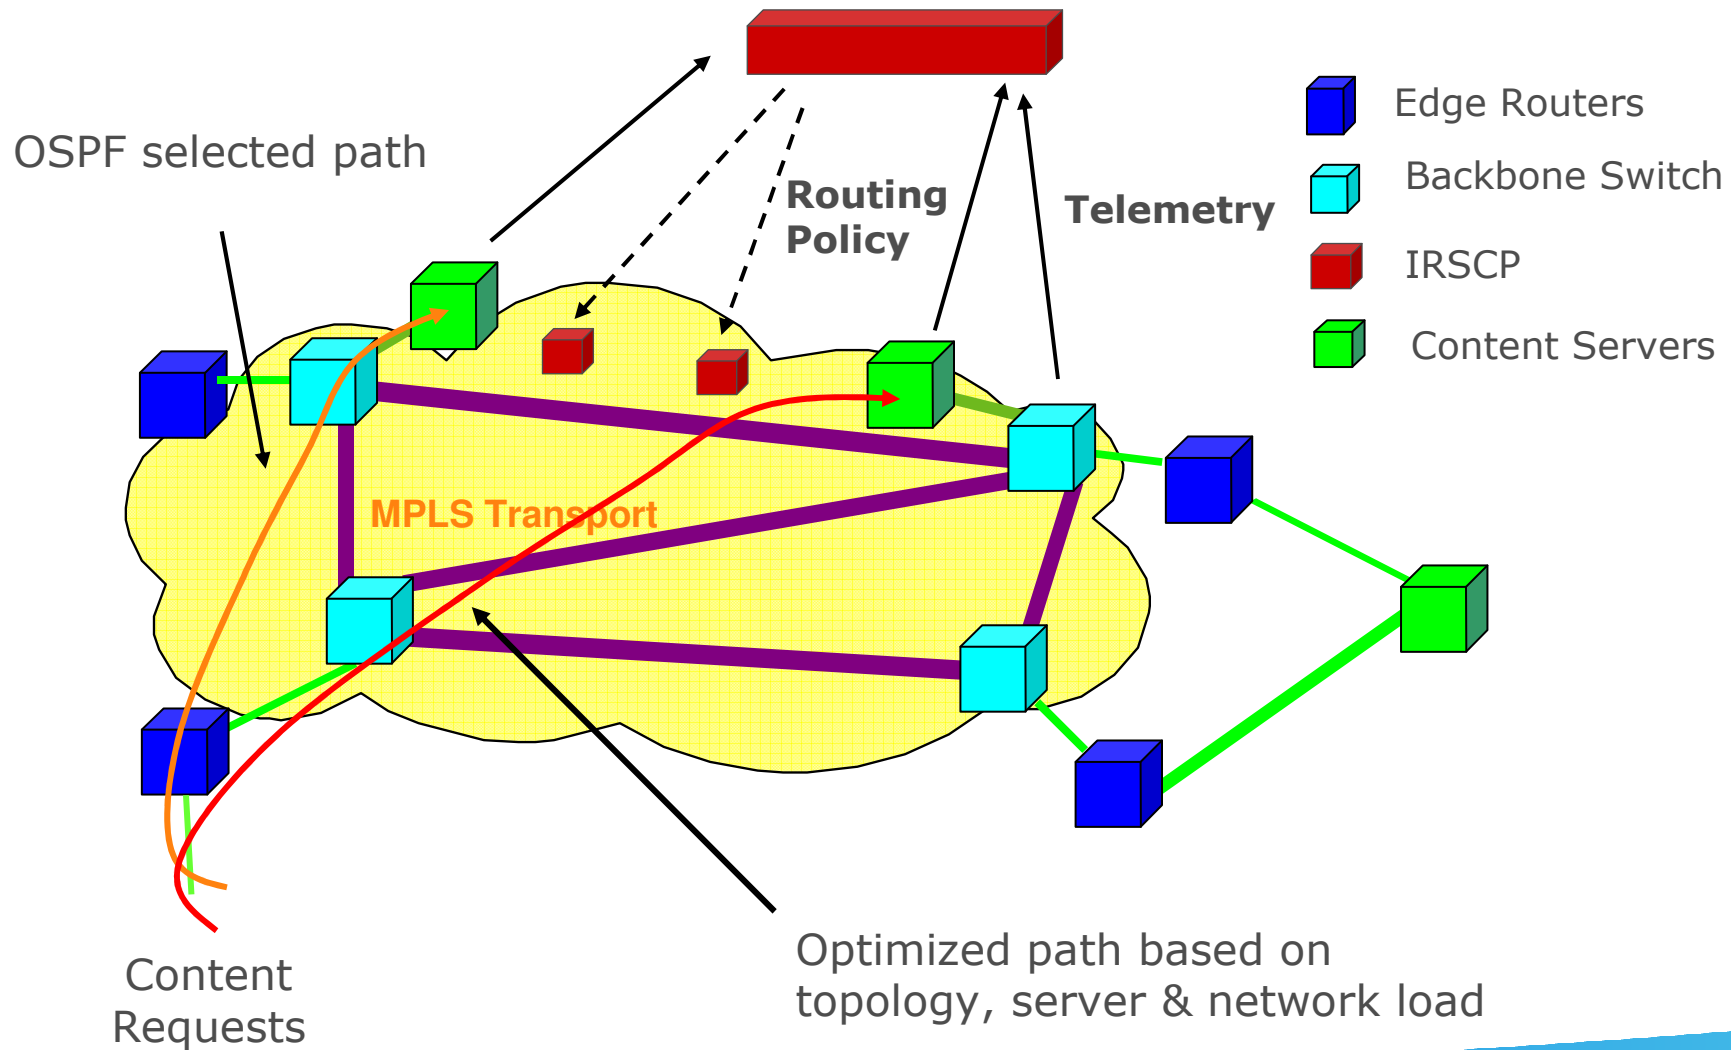 OSPF selected path
Routing
Policy
Telemetry
Edge Routers
Backbone Switch
IRSCP
Content Servers
MPLS Transport
Content
Requests
Optimized path based on
topology, server & network load